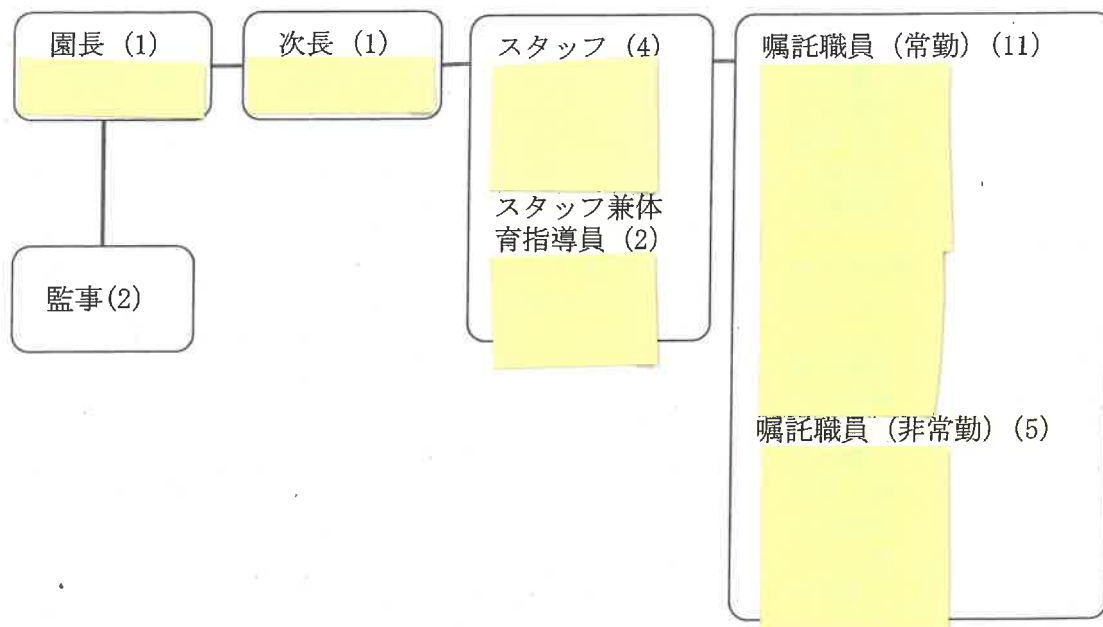 園長 (1)
次長 (1)
スタッフ (4)
スタッフ兼体
育指導員 (2)
嘱託職員 (常勤) (11)
嘱託職員 (非常勤) (5)
監事(2)